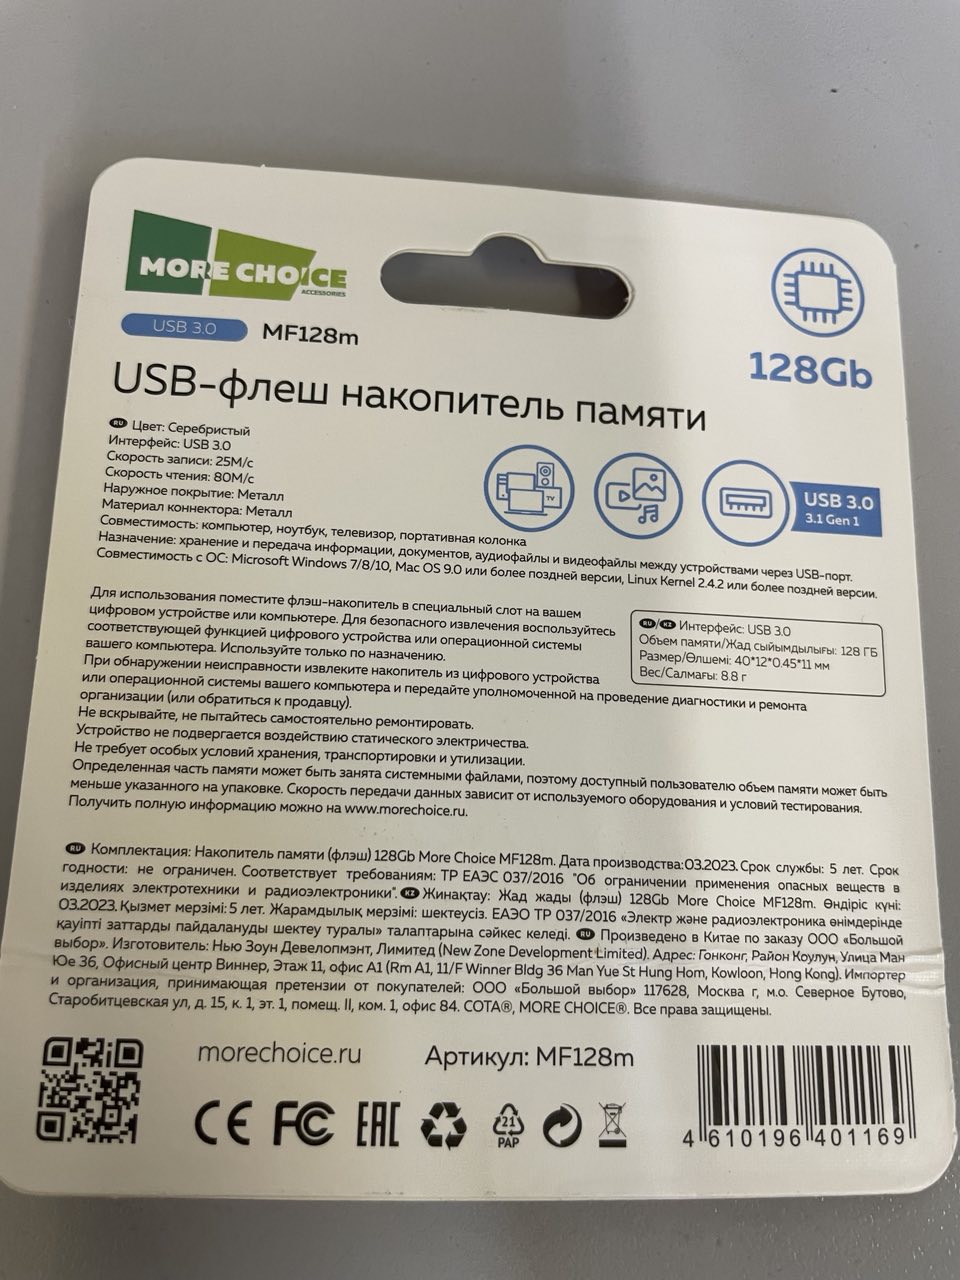 MORE CHOICE
ACCESSORIES
USB 3.0 MF128m
128Gb
USB-флеш накопитель памяти
RU Цвет: Серебристый
Интерфейс: USB 3.0
Скорость записи: 25М/с
Скорость чтения: 80М/с
Наружное покрытие: Металл
Материал коннектора: Металл
Совместимость: компьютер, ноутбук, телевизор, портативная колонка
Назначение: хранение и передача информации, документов, аудиофайлы и видеофайлы между устройствами через USB-порт.
Совместимость с ОС: Microsoft Windows 7/8/10, Mac OS 9.0 или более поздней версии, Linux Kernel 2.4.2 или более поздней версии.
TV
USB 3.0
3.1 Gen 1
Для использования поместите флэш-накопитель в специальный слот на вашем
цифровом устройстве или компьютере. Для безопасного извлечения воспользуйтесь
соответствующей функцией цифрового устройства или операционной системы
вашего компьютера. Используйте только по назначению.
При обнаружении неисправности извлеките накопитель из цифрового устройства
или операционной системы вашего компьютера и передайте уполномоченной на проведение диагностики и ремонта
организации (или обратиться к продавцу).
Не вскрывайте, не пытайтесь самостоятельно ремонтировать.
Устройство не подвергается воздействию статического электричества.
Не требует особых условий хранения, транспортировки и утилизации.
Определенная часть памяти может быть занята системными файлами, поэтому доступный пользователю объем памяти может быть
меньше указанного на упаковке. Скорость передачи данных зависит от используемого оборудования и условий тестирования.
Получить полную информацию можно на www.morechoice.ru.
RU/KZ Интерфейс: USB 3.0
Объем памяти/Жад сыйымдылығы: 128 ГБ
Размер/Өлшемі: 40*12*0.45*11 мм
Вес/Салмағы: 8.8 г
RU Комплектация: Накопитель памяти (флэш) 128Gb More Choice MF128m. Дата производства:03.2023. Срок службы: 5 лет. Срок
годности: не ограничен. Соответствует требованиям: ТР ЕАЭС 037/2016 "Об ограничении применения опасных веществ в
изделиях электротехники и радиоэлектроники". KZ Жинақтау: Жад жады (флэш) 128Gb More Choice MF128m. Өндіріс күні:
03.2023. Қызмет мерзімі: 5 лет. Жарамдылық мерзімі: шектеусіз. ЕАЭО ТР 037/2016 «Электр және радиоэлектроника өнімдерінде
қауіпті заттарды пайдалануды шектеу туралы» талаптарына сәйкес келеді. RU Произведено в Китае по заказу ООО «Большой
выбор». Изготовитель: Нью Зоун Девелопмэнт, Лимитед (New Zone Development Limited). Адрес: Гонконг, Район Коулун, Улица Ман
Юе 36, Офисный центр Виннер, Этаж 11, офис А1 (Rm A1, 11/F Winner Bldg 36 Man Yue St Hung Hom, Kowloon, Hong Kong). Импортер
и организация, принимающая претензии от покупателей: ООО «Большой выбор» 117628, Москва г, м.о. Северное Бутово,
Старобитцевская ул, д. 15, к. 1, эт. 1, помещ. II, ком. 1, офис 84. COTA®, MORE CHOICE®. Все права защищены.
morechoice.ru Артикул: MF128m
CE FC EAC 21 PAP
4 610196 401169